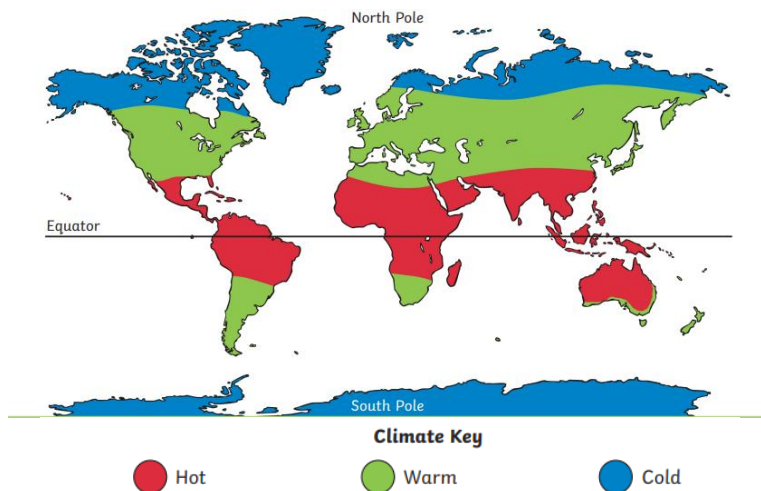 North Pole
Equator
South Pole
Climate Key
Hot
Warm
Cold